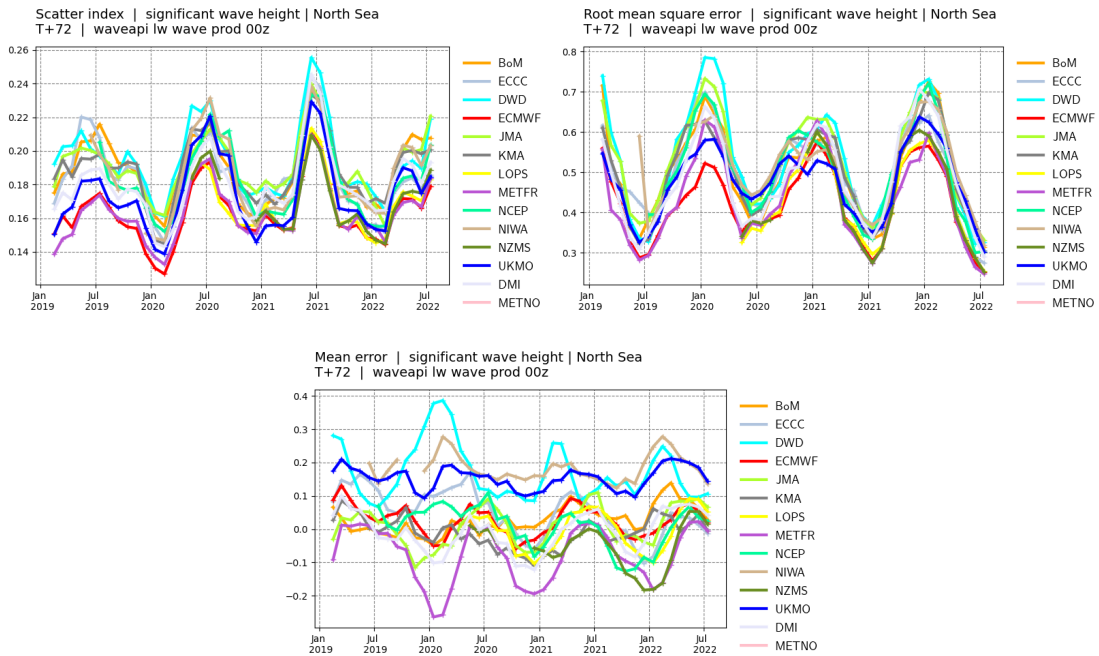 Scatter index | significant wave height | North Sea
T+72 | waveapi lw wave prod 00z
0.26
0.24
0.22
0.20
0.18
0.16
0.14
Jan 2019
Jul 2019
Jan 2020
Jul 2020
Jan 2021
Jul 2021
Jan 2022
Jul 2022
BoM
ECCC
DWD
ECMWF
JMA
KMA
LOPS
METFR
NCEP
NIWA
NZMS
UKMO
DMI
METNO
Root mean square error | significant wave height | North Sea
T+72 | waveapi lw wave prod 00z
0.8
0.7
0.6
0.5
0.4
0.3
Jan 2019
Jul 2019
Jan 2020
Jul 2020
Jan 2021
Jul 2021
Jan 2022
Jul 2022
BoM
ECCC
DWD
ECMWF
JMA
KMA
LOPS
METFR
NCEP
NIWA
NZMS
UKMO
DMI
METNO
Mean error | significant wave height | North Sea
T+72 | waveapi lw wave prod 00z
0.4
0.3
0.2
0.1
0.0
−0.1
−0.2
Jan 2019
Jul 2019
Jan 2020
Jul 2020
Jan 2021
Jul 2021
Jan 2022
Jul 2022
BoM
ECCC
DWD
ECMWF
JMA
KMA
LOPS
METFR
NCEP
NIWA
NZMS
UKMO
DMI
METNO